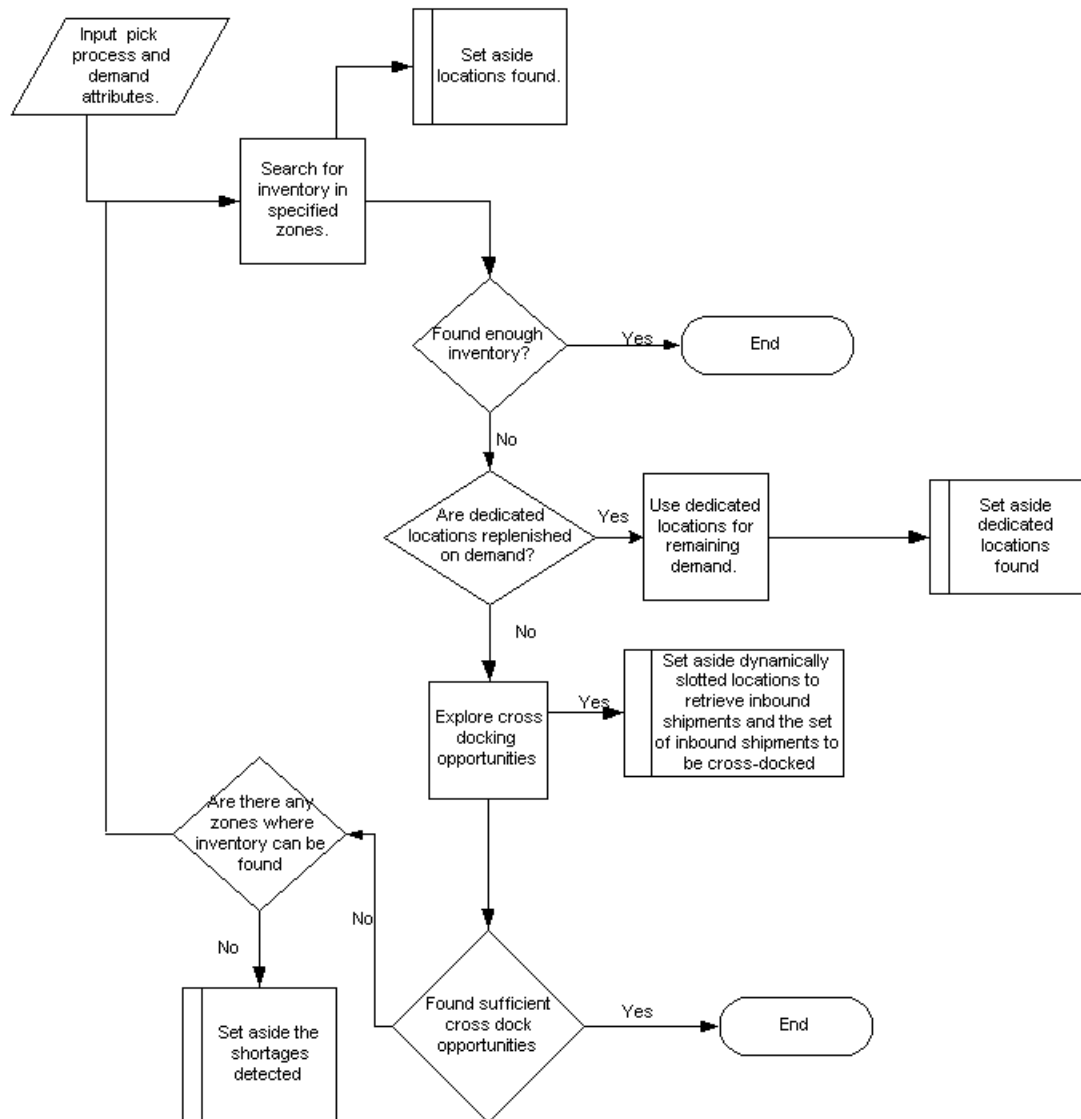 Input pick
process and
demand
attributes.
Set aside
locations found.
Search for
inventory in
specified
zones.
Found enough
inventory?
Yes
End
No
Are dedicated
locations replenished
on demand?
Yes
Use dedicated
locations for
remaining
demand.
Set aside
dedicated
locations
found
No
Explore cross
docking
opportunities
Yes
Set aside dynamically
slotted locations to
retrieve inbound
shipments and the set
of inbound shipments to
be cross-docked
Are there any
zones where
inventory can be
found
No
No
Set aside the
shortages
detected
Found sufficient
cross dock
opportunities
Yes
End